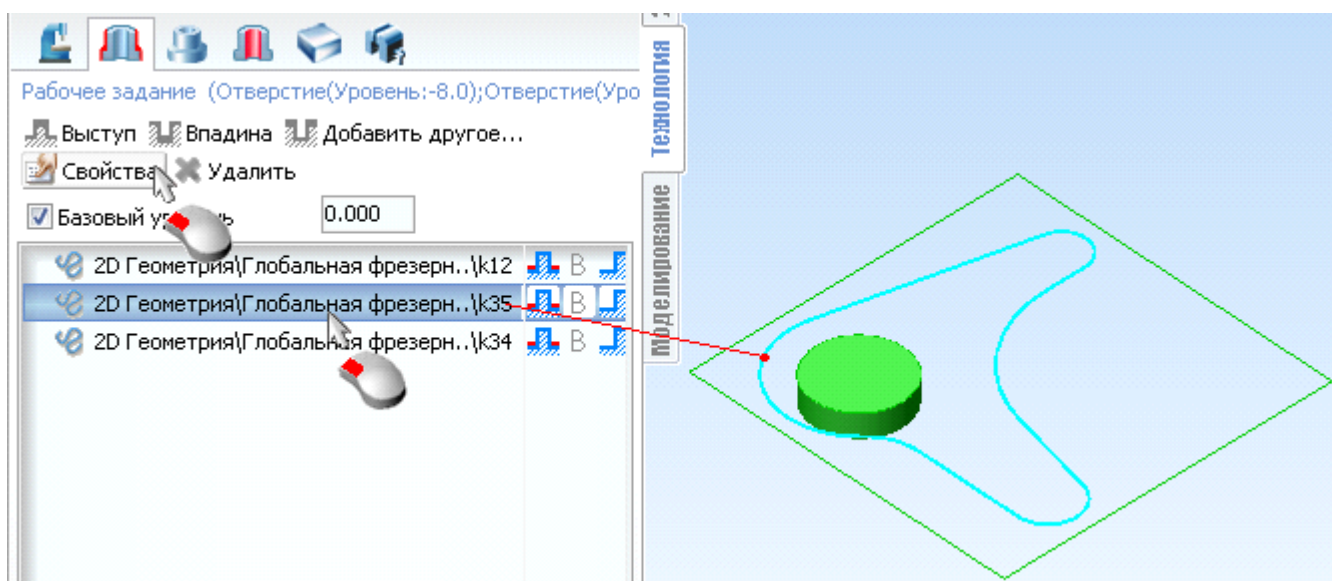 Рабочее задание (Отверстие(Уровень:-8.0);Отверстие(Уро
Выступ Впадина Добавить другое...
Свойства Удалить
Базовый 0.000
2D Геометрия\Глобальная фрезерн..\k12 В
2D Геометрия\Глобальная фрезерн..\k35 В
2D Геометрия\Глобальная фрезерн..\k34 В
Технология
Моделирование